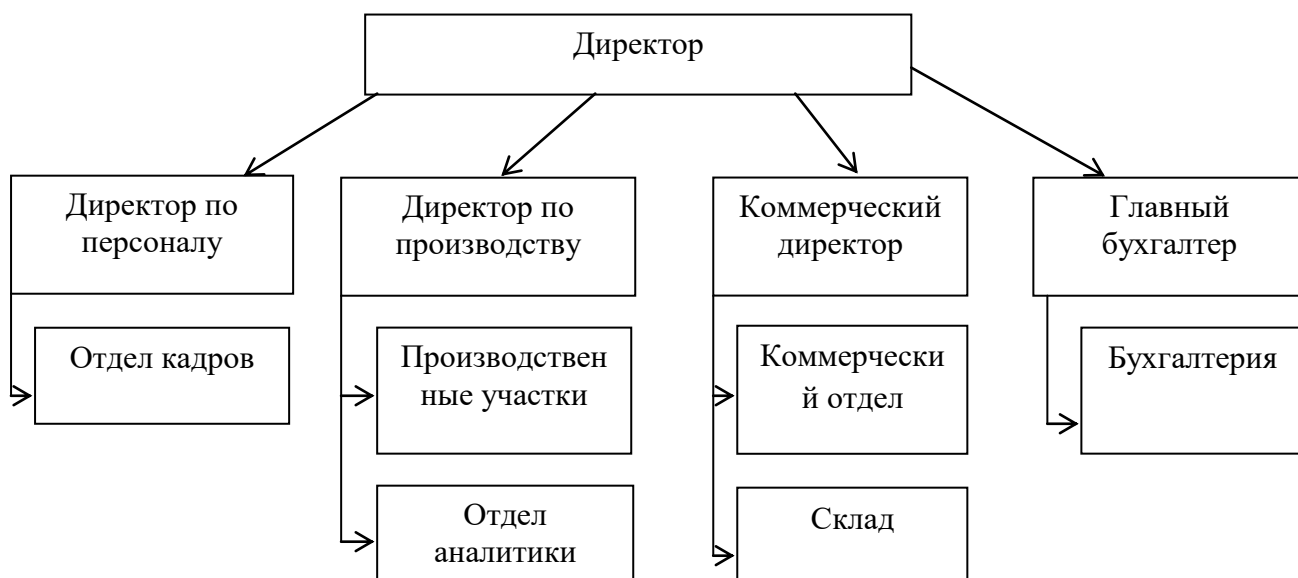 Директор
Директор по
персоналу
Директор по
производству
Коммерческий
директор
Главный
бухгалтер
Отдел кадров
Производствен
ные участки
Коммерчески
й отдел
Бухгалтерия
Отдел
аналитики
Склад